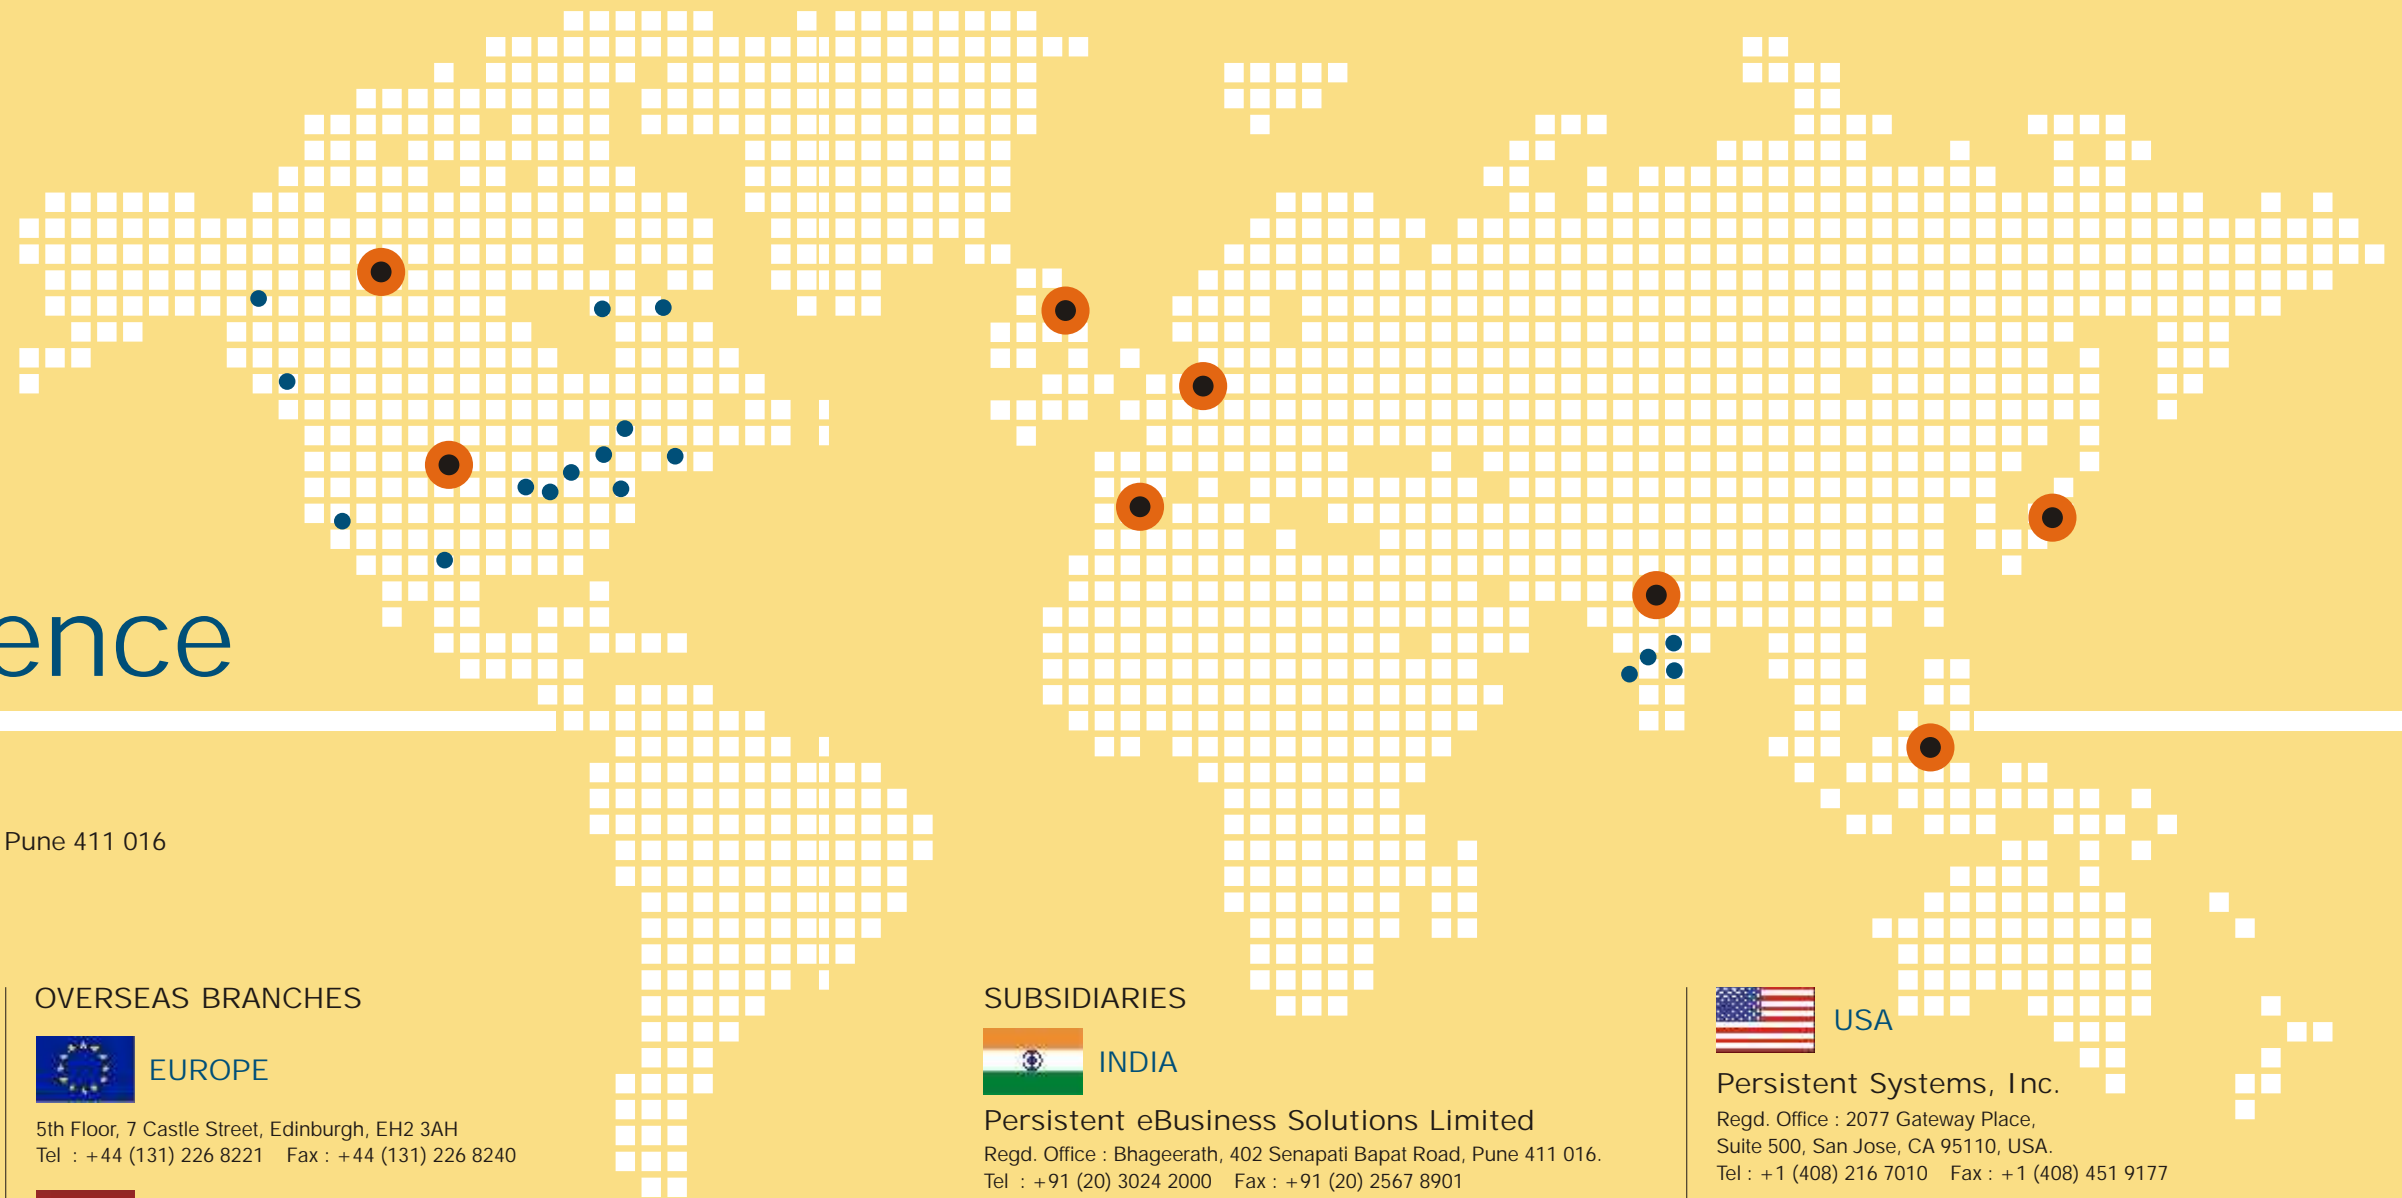 ence
Pune 411 016
OVERSEAS BRANCHES
EUROPE
5th Floor, 7 Castle Street, Edinburgh, EH2 3AH
Tel : +44 (131) 226 8221 Fax : +44 (131) 226 8240
SUBSIDIARIES
INDIA
Persistent eBusiness Solutions Limited
Regd. Office : Bhageerath, 402 Senapati Bapat Road, Pune 411 016.
Tel : +91 (20) 3024 2000 Fax : +91 (20) 2567 8901
USA
Persistent Systems, Inc.
Regd. Office : 2077 Gateway Place,
Suite 500, San Jose, CA 95110, USA.
Tel : +1 (408) 216 7010 Fax : +1 (408) 451 9177